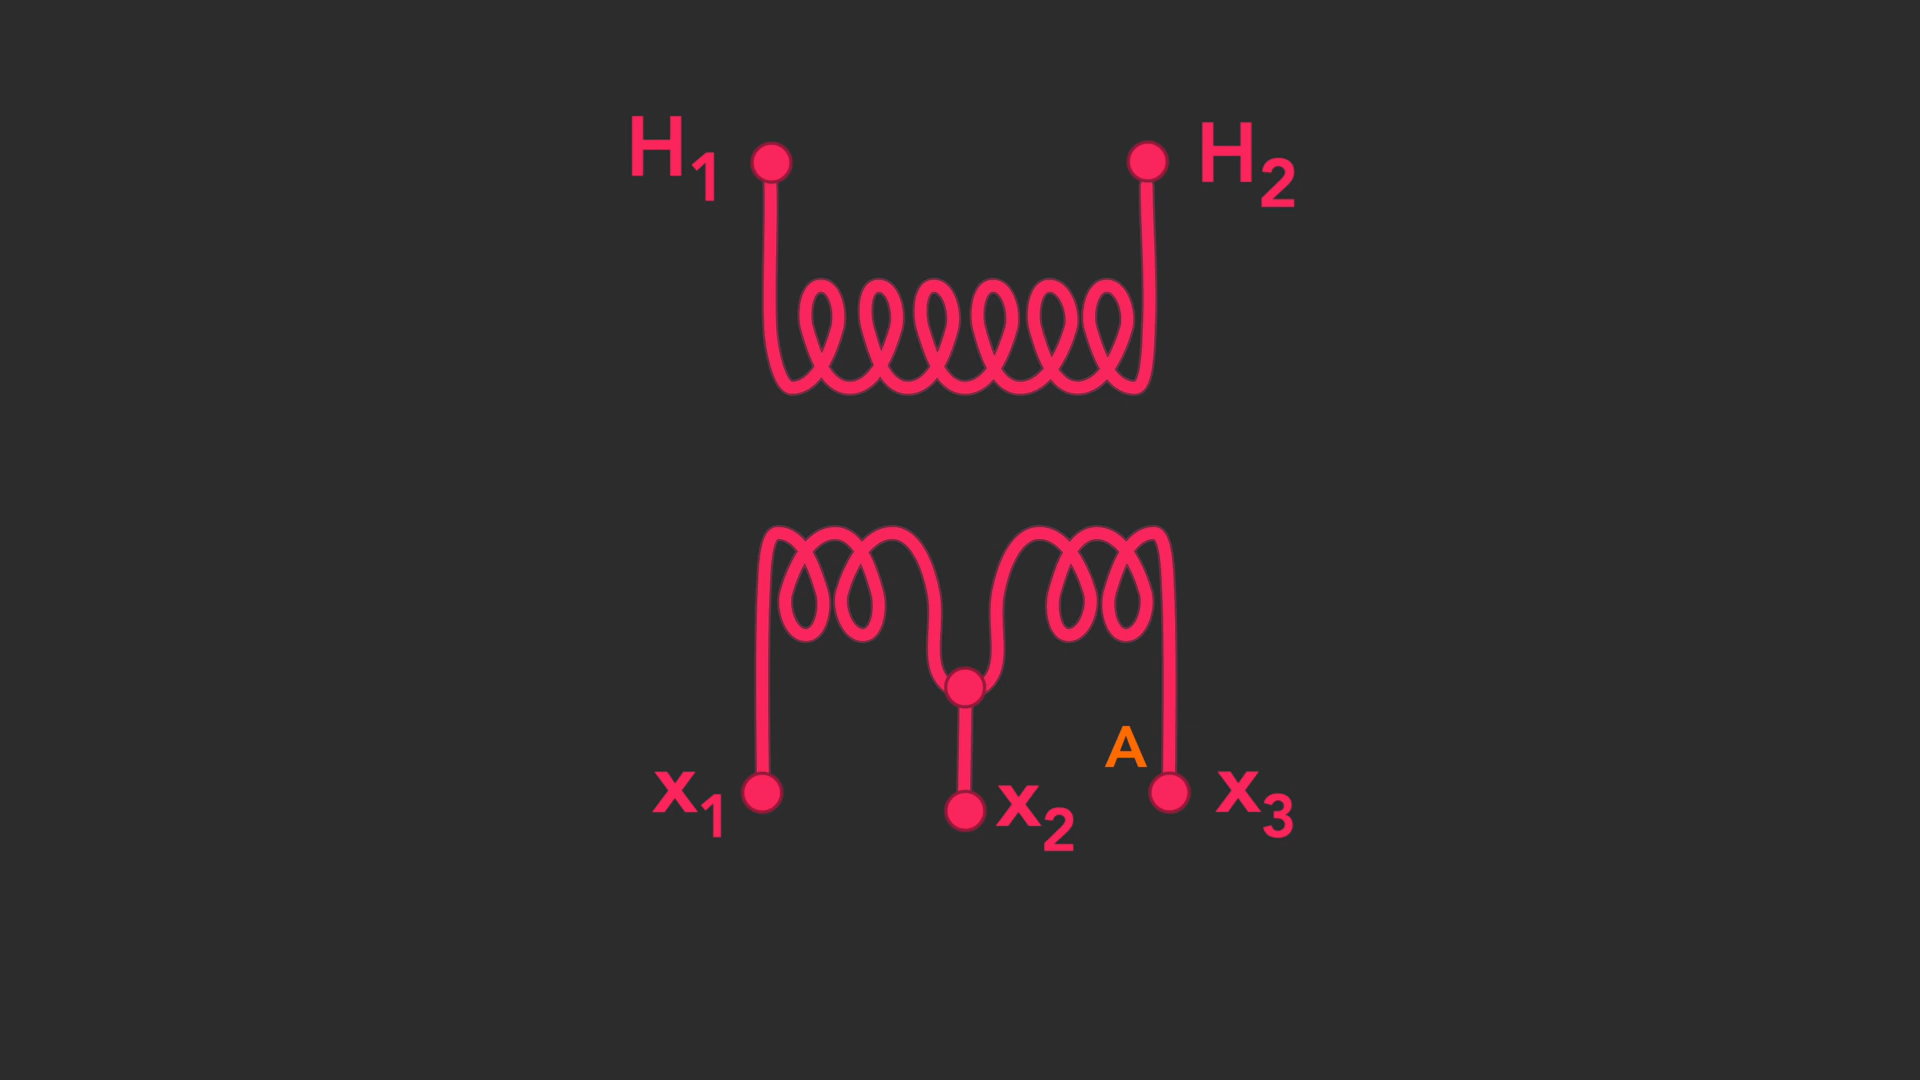 H₁
H₂
A
x₁
x₂
x₃